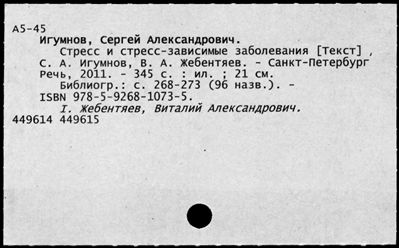 А5-45
Игумнов, Сергей Александрович.
Стресс и стресс-зависимые заболевания [Текст] ,
С. А. Игумнов, В. А. Жебентяев. - Санкт-Петербург
Речь, 2011. - 345 с. : ил. ; 21 см.
Библиогр.: с. 268-273 (96 назв.). -
ISBN 978-5-9268-1073-5.
I. Жебентяев, Виталий Александрович.
449614 449615